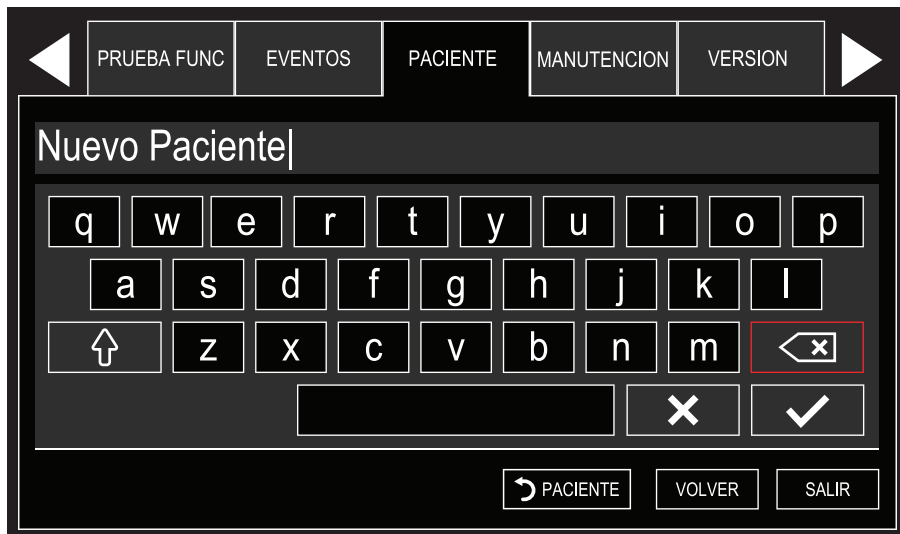 PRUEBA FUNC EVENTOS PACIENTE MANUTENCION VERSION
Nuevo Paciente
q w e r t y u i o p
a s d f g h j k l
z x c v b n m
PACIENTE VOLVER SALIR